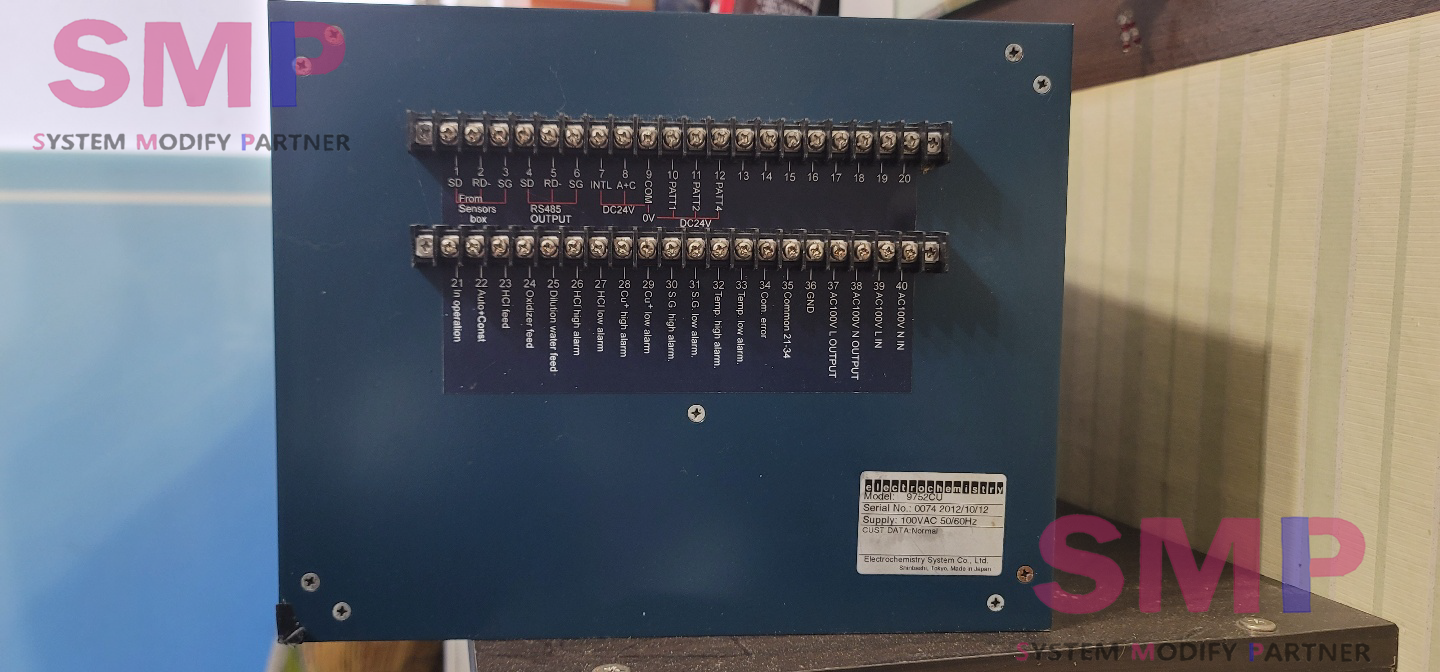 SMP
SYSTEM MODIFY PARTNER
1 2 3 4 5 6 7 8 9 10 11 12 13 14 15 16 17 18 19 20
SD RD- SG SD RD- SG INTL A+C COM PATT1 PATT2 PATT4
From
Sensors
box
RS485
OUTPUT
DC24V
0V
DC24V
21 In operation
22 Auto+Const
23 HCl feed
24 Oxidizer feed
25 Dilution water feed
26 HCl high alarm
27 HCl low alarm
28 Cu⁺ high alarm
29 Cu⁺ low alarm
30 S.G. high alarm.
31 S.G. low alarm.
32 Temp. high alarm.
33 Temp. low alarm.
34 Com. error
35 Common 21-34
36 GND
37 AC100V L OUTPUT
38 AC100V N OUTPUT
39 AC100V L IN
40 AC100V N IN
electrochemistry
Model: 9752CU
Serial No.: 0074 2012/10/12
Supply: 100VAC 50/60Hz
CUST DATA:Normal
Electrochemistry System Co., Ltd.
Shinbashi, Tokyo, Made in Japan
SMP
SYSTEM MODIFY PARTNER